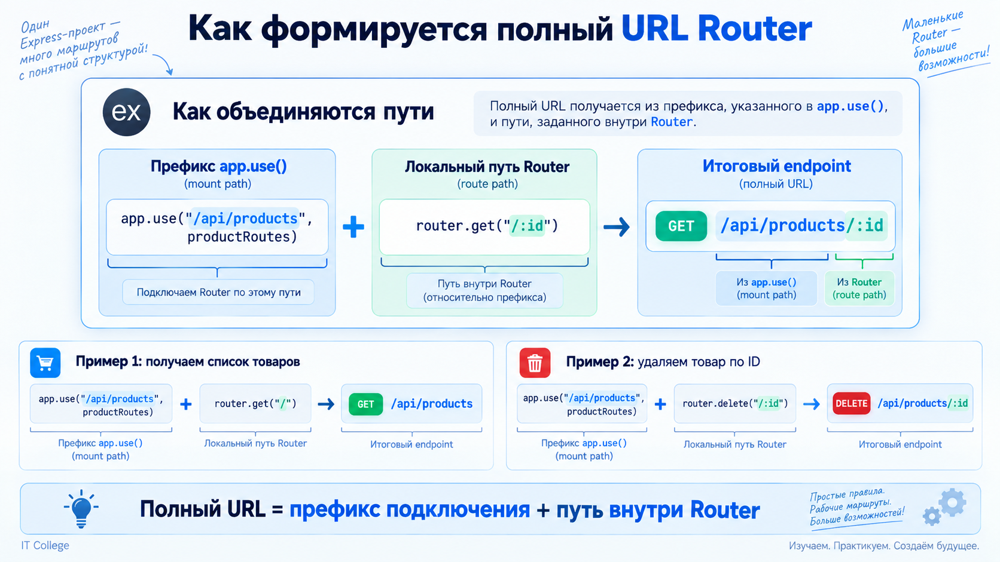 Один
Express-проект —
много маршрутов
с понятной структурой!
Как формируется полный URL Router
Маленькие
Router —
большие
возможности!
ex
Как объединяются пути
Полный URL получается из префикса, указанного в app.use(),
и пути, заданного внутри Router.
Префикс app.use()
(mount path)
app.use("/api/products",
productRoutes)
Подключаем Router по этому пути
+
Локальный путь Router
(route path)
router.get("/:id")
Путь внутри Router
(относительно префикса)
→
Итоговый endpoint
(полный URL)
GET /api/products/:id
Из app.use()
(mount path)
Из Router
(route path)
Пример 1: получаем список товаров
app.use("/api/products",
productRoutes)
+
router.get("/")
→
GET /api/products
Префикс app.use()
(mount path)
Локальный путь Router
Итоговый endpoint
Пример 2: удаляем товар по ID
app.use("/api/products",
productRoutes)
+
router.delete("/:id")
→
DELETE /api/products/:id
Префикс app.use()
(mount path)
Локальный путь Router
Итоговый endpoint
Полный URL = префикс подключения + путь внутри Router
Простые правила.
Рабочие маршруты.
Больше возможностей!
IT College
Изучаем. Практикуем. Создаём будущее.